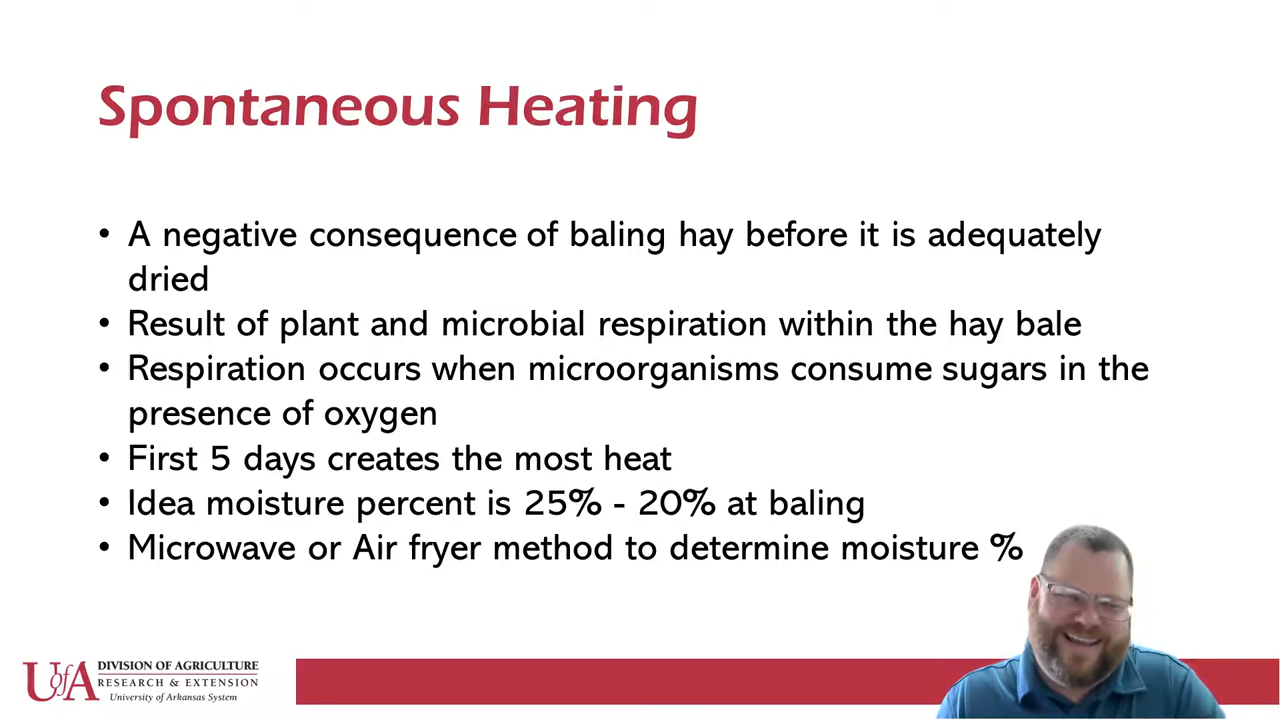 Spontaneous Heating
• A negative consequence of baling hay before it is adequately
dried
• Result of plant and microbial respiration within the hay bale
• Respiration occurs when microorganisms consume sugars in the
presence of oxygen
• First 5 days creates the most heat
• Idea moisture percent is 25% - 20% at baling
• Microwave or Air fryer method to determine moisture %
UofA DIVISION OF AGRICULTURE
RESEARCH & EXTENSION
University of Arkansas System